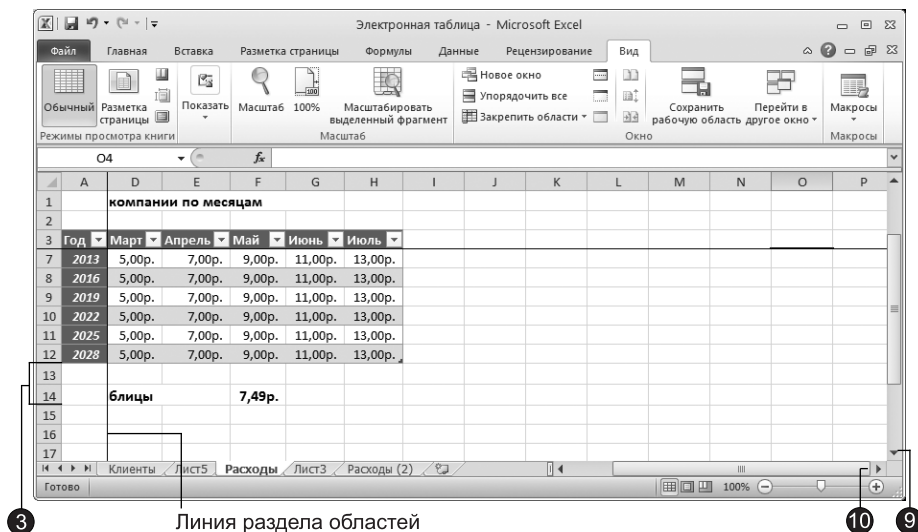 Электронная таблица - Microsoft Excel
Файл Главная Вставка Разметка страницы Формулы Данные Рецензирование Вид
Обычный Разметка страницы Показать Масштаб 100% Масштабировать выделенный фрагмент Новое окно Упорядочить все Закрепить области Сохранить рабочую область Перейти в другое окно Макросы
Режимы просмотра книги Масштаб Окно Макросы
O4 fx
A D E F G H I J K L M N O P
1 компании по месяцам
2
3 Год Март Апрель Май Июнь Июль
7 2013 5,00р. 7,00р. 9,00р. 11,00р. 13,00р.
8 2016 5,00р. 7,00р. 9,00р. 11,00р. 13,00р.
9 2019 5,00р. 7,00р. 9,00р. 11,00р. 13,00р.
10 2022 5,00р. 7,00р. 9,00р. 11,00р. 13,00р.
11 2025 5,00р. 7,00р. 9,00р. 11,00р. 13,00р.
12 2028 5,00р. 7,00р. 9,00р. 11,00р. 13,00р.
13
14 блицы 7,49р.
15
16
17
Клиенты Лист5 Расходы Лист3 Расходы (2)
Готово 100%
3 Линия раздела областей 10 9